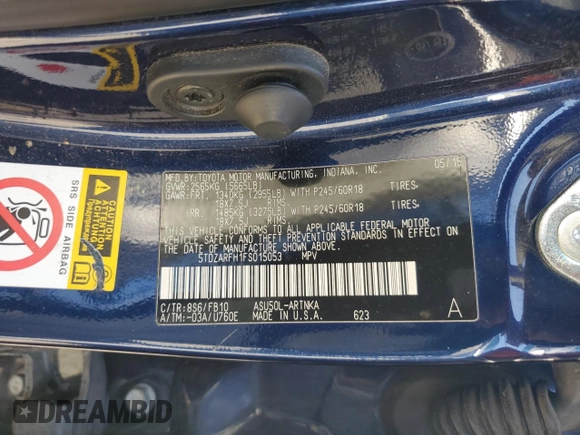 MFD.BY:TOYOTA MOTOR MANUFACTURING, INDIANA, INC. 05/15
GVWR:2565KG (5665LB)
GAWR:FRT. 1340KG (2955LB) WITH P245/60R18 TIRES,
18X7.5J RIMS
RR. 1485KG (3275LB) WITH P245/60R18 TIRES,
18X7.5J RIMS
THIS VEHICLE CONFORMS TO ALL APPLICABLE FEDERAL MOTOR
VEHICLE SAFETY AND THEFT PREVENTION STANDARDS IN EFFECT ON
THE DATE OF MANUFACTURE SHOWN ABOVE.
5TDZARFH1FS015053 MPV
C/TR:8S6/FB10 ASU50L-ARTNKA
A/TM:-03A/U760E MADE IN U.S.A. 623 A
SRS SIDE AIRBAG
ATTENTION
ACHTUNG
DREAMBID